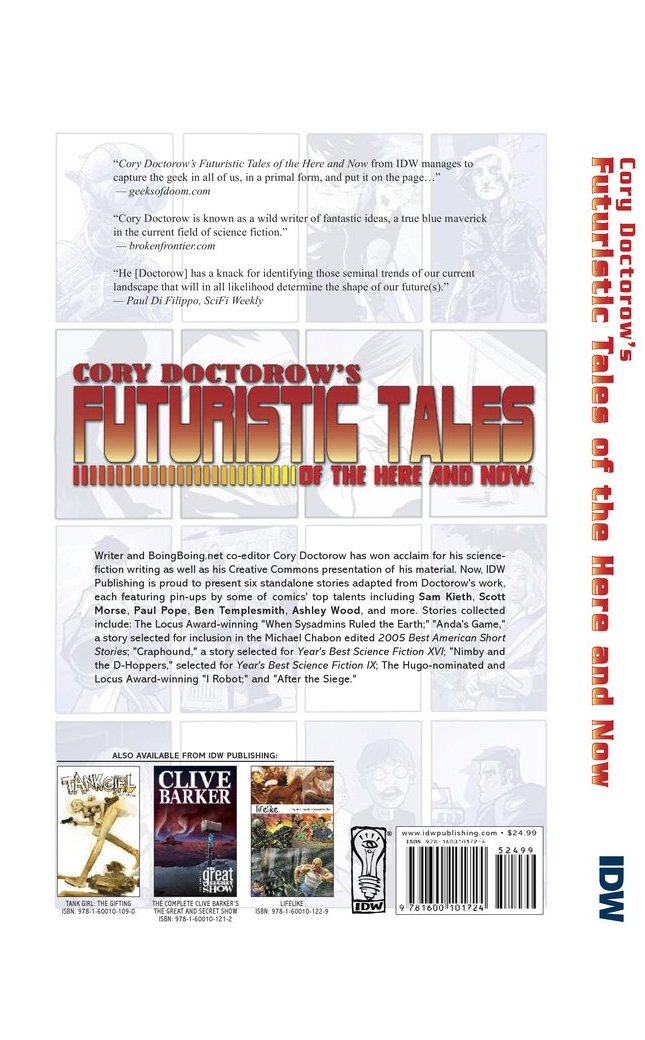 “Cory Doctorow’s Futuristic Tales of the Here and Now from IDW manages to
capture the geek in all of us, in a primal form, and put it on the page…”
— geeksofdoom.com
“Cory Doctorow is known as a wild writer of fantastic ideas, a true blue maverick
in the current field of science fiction.”
— brokenfrontier.com
“He [Doctorow] has a knack for identifying those seminal trends of our current
landscape that will in all likelihood determine the shape of our future(s).”
— Paul Di Filippo, SciFi Weekly
CORY DOCTOROW'S
FUTURISTIC TALES
OF THE HERE AND NOW
Writer and BoingBoing.net co-editor Cory Doctorow has won acclaim for his science-
fiction writing as well as his Creative Commons presentation of his material. Now, IDW
Publishing is proud to present six standalone stories adapted from Doctorow's work,
each featuring pin-ups by some of comics' top talents including Sam Kieth, Scott
Morse, Paul Pope, Ben Templesmith, Ashley Wood, and more. Stories collected
include: The Locus Award-winning "When Sysadmins Ruled the Earth;" "Anda's Game,"
a story selected for inclusion in the Michael Chabon edited 2005 Best American Short
Stories; "Craphound," a story selected for Year's Best Science Fiction XVI; "Nimby and
the D-Hoppers," selected for Year's Best Science Fiction IX; The Hugo-nominated and
Locus Award-winning "I Robot;" and "After the Siege."
ALSO AVAILABLE FROM IDW PUBLISHING:
TANK GIRL
TANK GIRL: THE GIFTING
ISBN: 978-1-60010-109-0
CLIVE
BARKER
the
great
secret
SHOW
THE COMPLETE CLIVE BARKER'S
THE GREAT AND SECRET SHOW
ISBN: 978-1-60010-121-2
lifelike
LIFELIKE
ISBN: 978-1-60010-122-9
IDW
®
www.idwpublishing.com • $24.99
ISBN 978-160010172-4
52499
9 781600 101724
Cory Doctorow's
Futuristic Tales of the Here and Now
IDW